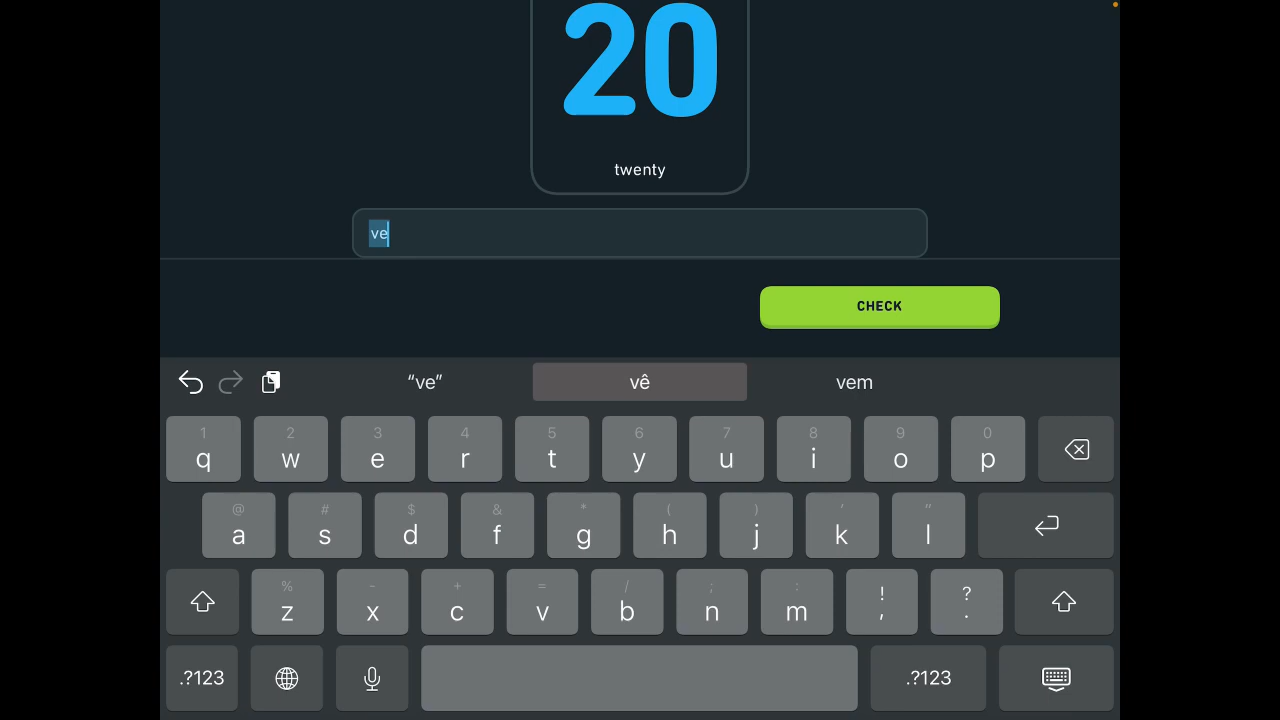 20
twenty
ve
CHECK
“ve” vê vem
1 2 3 4 5 6 7 8 9 0
q w e r t y u i o p
@ # $ & * ( ) ' "
a s d f g h j k l
% - + = / ; : ! ?
z x c v b n m , .
.?123 .?123